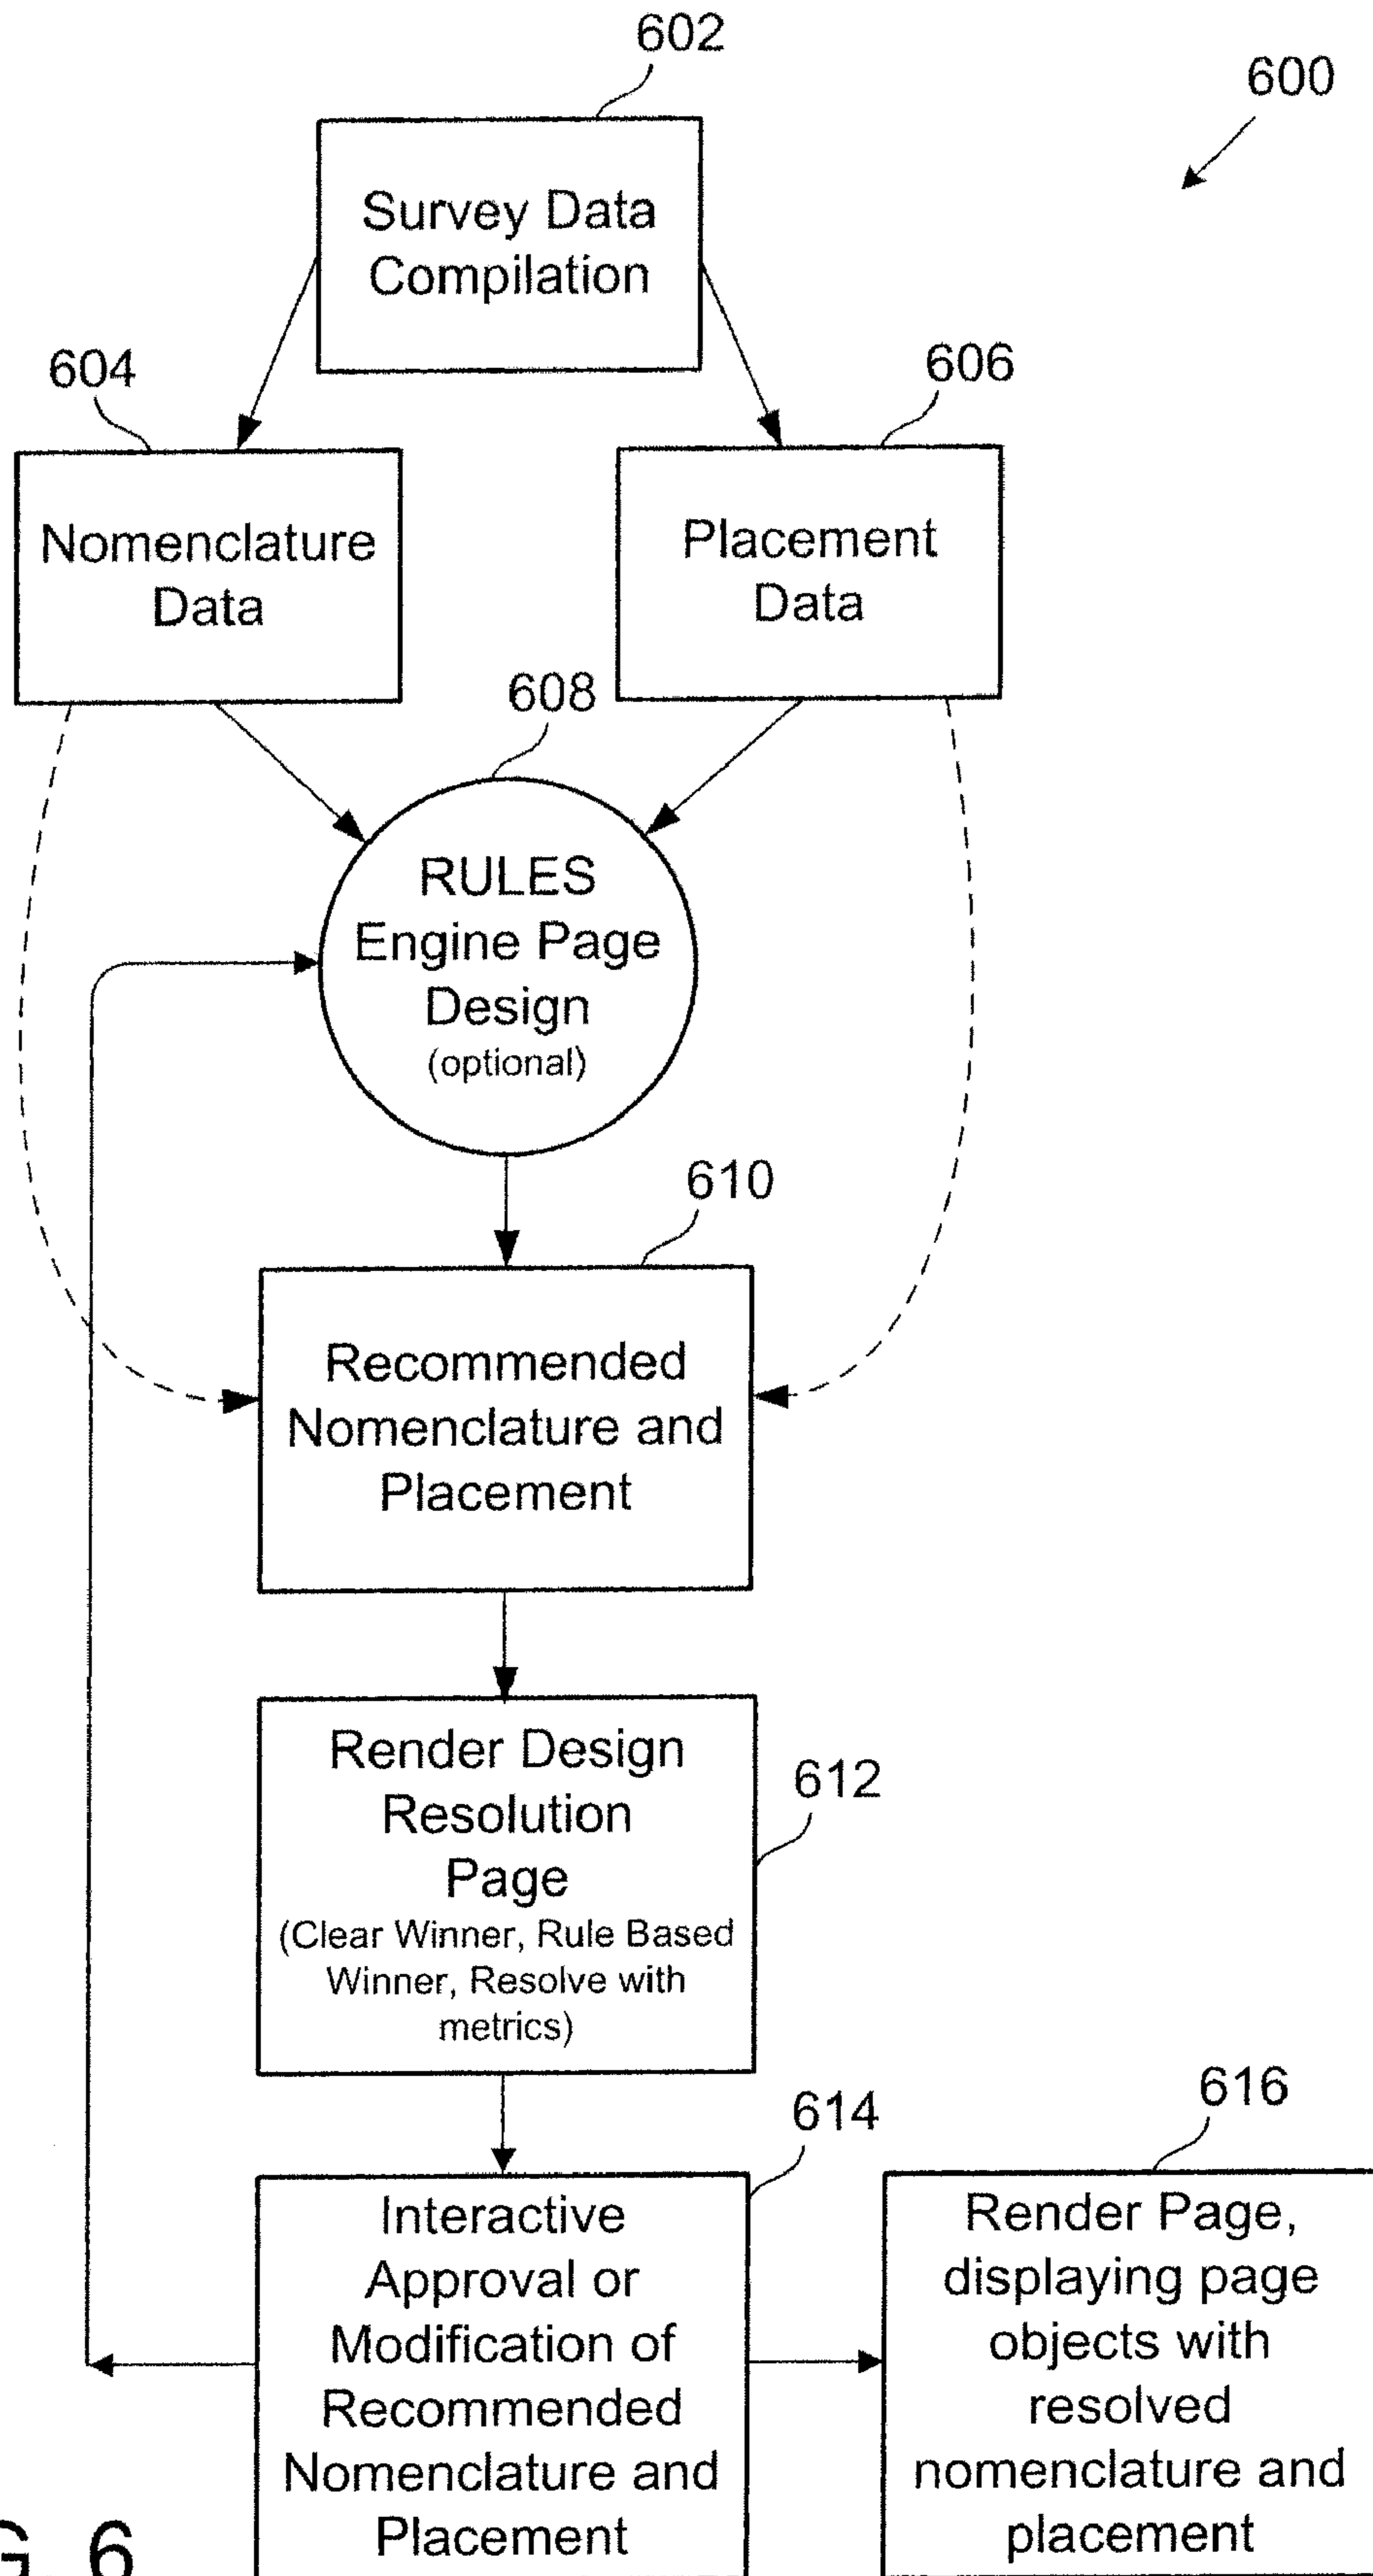 602
600
Survey Data
Compilation
604
606
Nomenclature
Data
Placement
Data
608
RULES
Engine Page
Design
(optional)
610
Recommended
Nomenclature and
Placement
Render Design
Resolution
Page
(Clear Winner, Rule Based
Winner, Resolve with
metrics)
612
614
616
Interactive
Approval or
Modification of
Recommended
Nomenclature and
Placement
Render Page,
displaying page
objects with
resolved
nomenclature and
placement
6